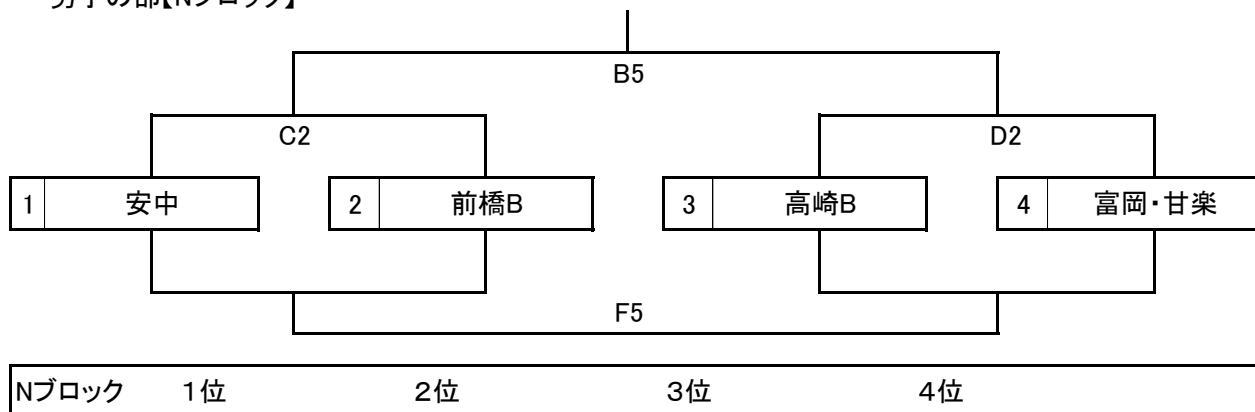 男子の部【Nブロック】
B5
C2 D2
1 安中 2 前橋B 3 高崎B 4 富岡・甘楽
F5
Nブロック 1位 2位 3位 4位